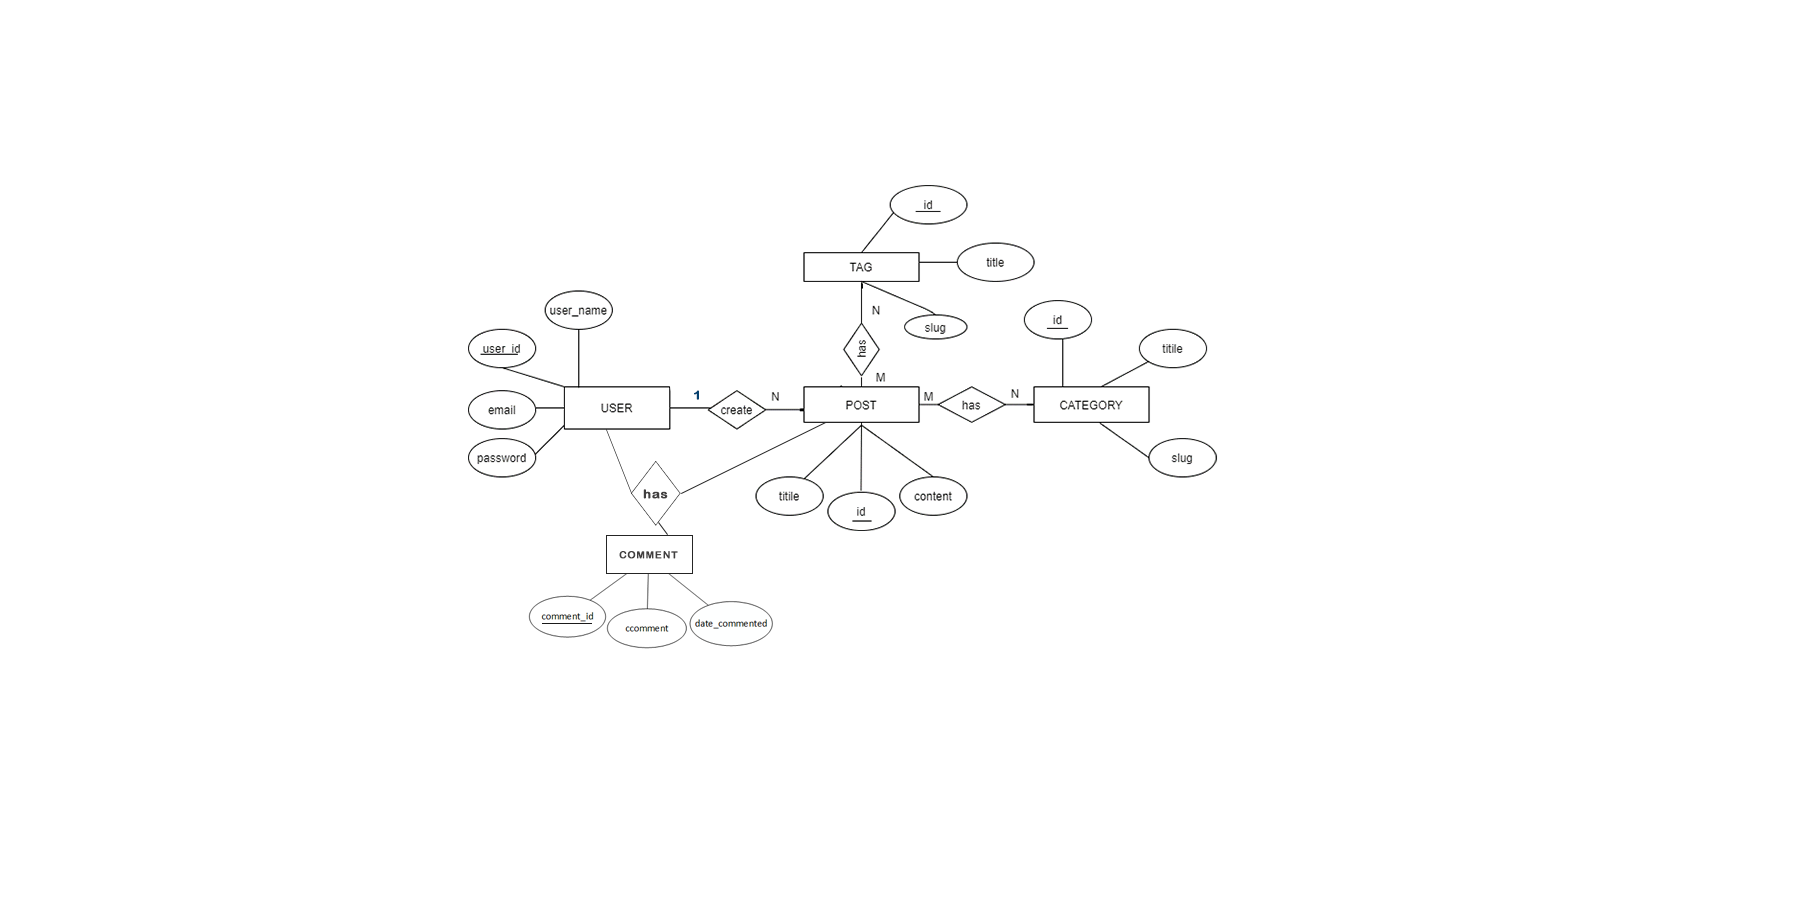 id
TAG
title
N
slug
user_name
id
user_id
has
titile
M
1
N
M
N
email
USER
create
POST
has
CATEGORY
password
slug
has
titile
id
content
COMMENT
comment_id
ccomment
date_commented